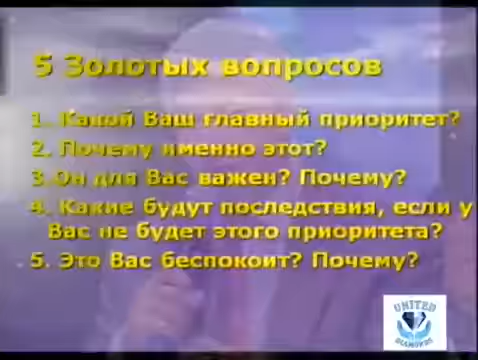 5 Золотых вопросов
1. Какой Ваш главный приоритет?
2. Почему именно этот?
3.Он для Вас важен? Почему?
4. Какие будут последствия, если у
Вас не будет этого приоритета?
5. Это Вас беспокоит? Почему?
UNITED
DIAMONDS